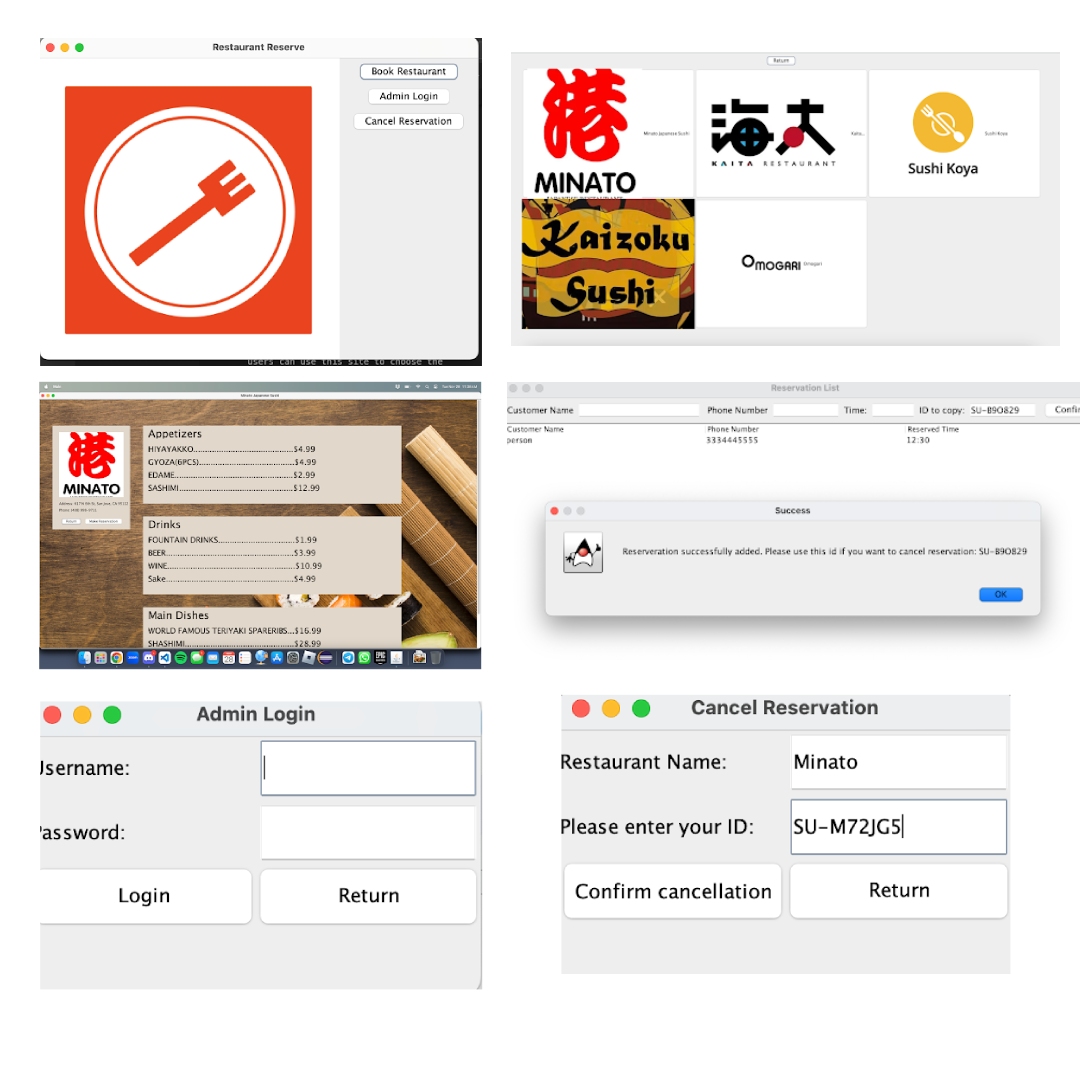 Restaurant Reserve
Book Restaurant
Admin Login
Cancel Reservation
users can use this site to choose the
Return
港
MINATO
Minato Japanese Sushi
海太
KAITA RESTAURANT
Kaita...
Sushi Koya
Sushi Koya
Kaizoku
Sushi
OMOGARI
Omogari
Minato Japanese Sushi
港
MINATO
Return
Make Reservation
Appetizers
HIYAYAKKO............................................$4.99
GYOZA(6PCS)..........................................$4.99
EDAME.................................................$2.99
SASHIMI................................................$12.99
Drinks
FOUNTAIN DRINKS...............................$1.99
BEER.....................................................$3.99
WINE.....................................................$10.99
Sake.....................................................$4.99
Main Dishes
WORLD FAMOUS TERIYAKI SPARERIBS...$16.99
SHASHIMI..............................................$28.99
Reservation List
Customer Name
Phone Number
Time:
ID to copy: SU-B9O829
Confir
Customer Name Phone Number Reserved Time
person 3334445555 12:30
Success
Reserveration successfully added. Please use this id if you want to cancel reservation: SU-B9O829
OK
Admin Login
Username:
Password:
Login
Return
Cancel Reservation
Restaurant Name: Minato
Please enter your ID: SU-M72JG5
Confirm cancellation
Return